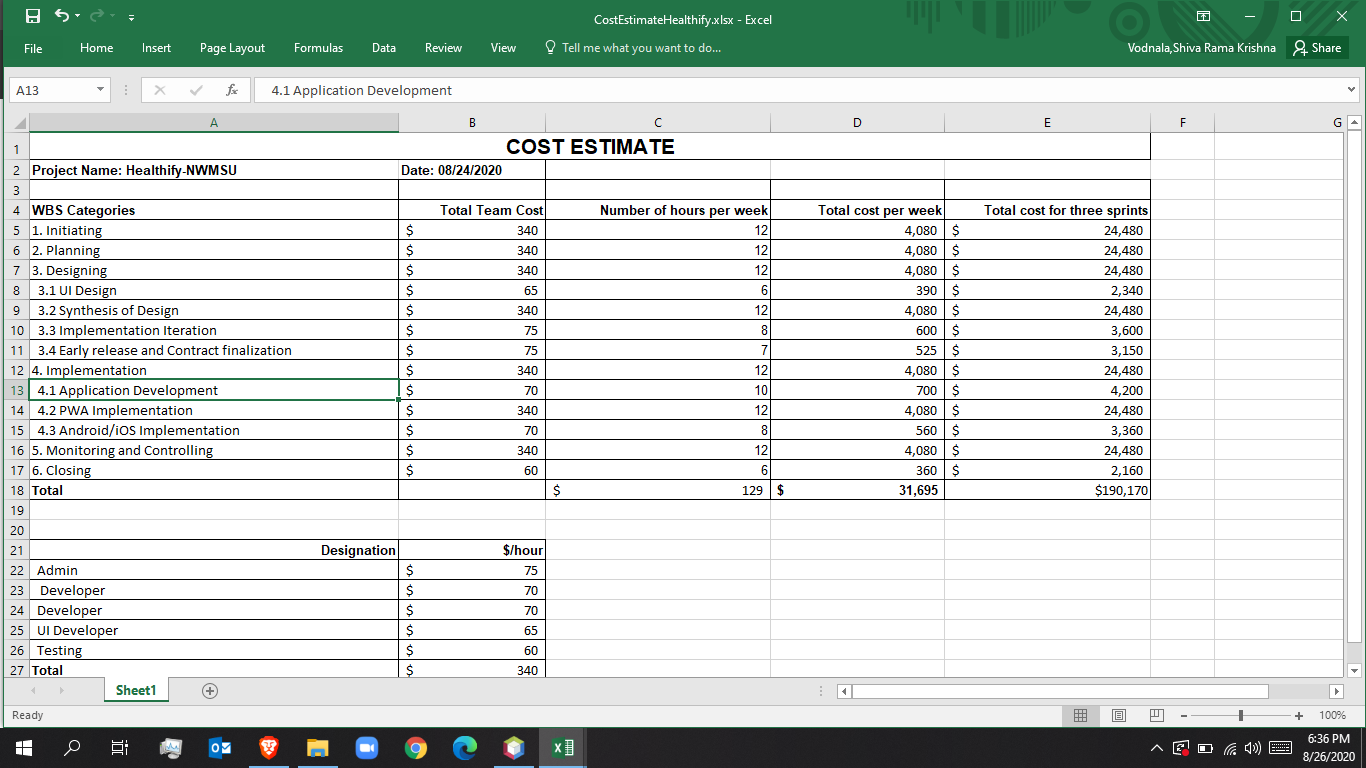 CostEstimateHealthify.xlsx - Excel
File Home Insert Page Layout Formulas Data Review View Tell me what you want to do... Vodnala,Shiva Rama Krishna Share
A13 fx 4.1 Application Development
A B C D E F G
1 COST ESTIMATE
2 Project Name: Healthify-NWMSU Date: 08/24/2020
3
4 WBS Categories Total Team Cost Number of hours per week Total cost per week Total cost for three sprints
5 1. Initiating $ 340 12 4,080 $ 24,480
6 2. Planning $ 340 12 4,080 $ 24,480
7 3. Designing $ 340 12 4,080 $ 24,480
8 3.1 UI Design $ 65 6 390 $ 2,340
9 3.2 Synthesis of Design $ 340 12 4,080 $ 24,480
10 3.3 Implementation Iteration $ 75 8 600 $ 3,600
11 3.4 Early release and Contract finalization $ 75 7 525 $ 3,150
12 4. Implementation $ 340 12 4,080 $ 24,480
13 4.1 Application Development $ 70 10 700 $ 4,200
14 4.2 PWA Implementation $ 340 12 4,080 $ 24,480
15 4.3 Android/iOS Implementation $ 70 8 560 $ 3,360
16 5. Monitoring and Controlling $ 340 12 4,080 $ 24,480
17 6. Closing $ 60 6 360 $ 2,160
18 Total $ 129 $ 31,695 $190,170
19
20
21 Designation $/hour
22 Admin $ 75
23 Developer $ 70
24 Developer $ 70
25 UI Developer $ 65
26 Testing $ 60
27 Total $ 340
Sheet1
Ready 100%
6:36 PM
8/26/2020